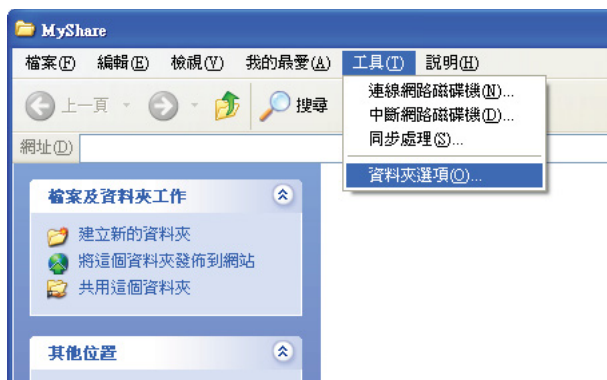 MyShare
檔案(F) 編輯(E) 檢視(V) 我的最愛(A) 工具(T) 說明(H)
連線網路磁碟機(N)...
中斷網路磁碟機(D)...
同步處理(S)...
資料夾選項(O)...
上一頁 搜尋
網址(D)
檔案及資料夾工作
建立新的資料夾
將這個資料夾發佈到網站
共用這個資料夾
其他位置